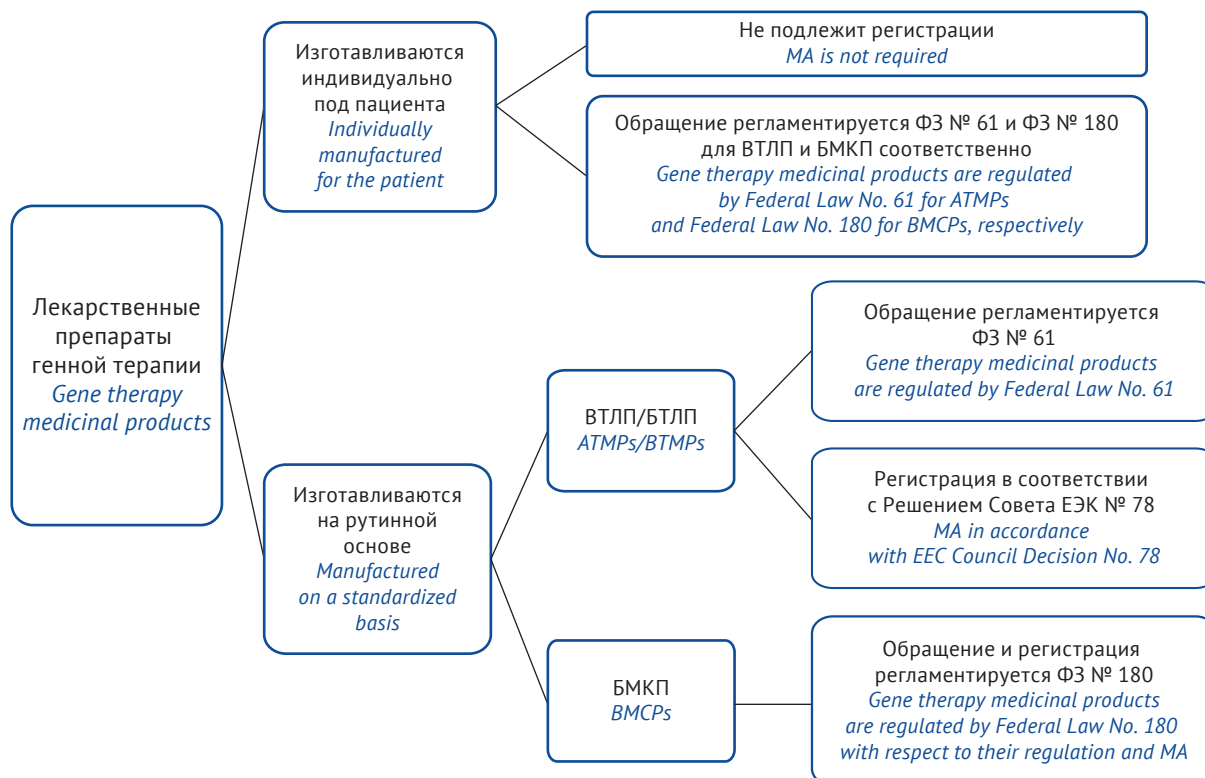 Лекарственные
препараты
генной терапии
Gene therapy
medicinal products
Изготавливаются
индивидуально
под пациента
Individually
manufactured
for the patient
Не подлежит регистрации
MA is not required
Обращение регламентируется ФЗ № 61 и ФЗ № 180
для ВТЛП и БМКП соответственно
Gene therapy medicinal products are regulated
by Federal Law No. 61 for ATMPs
and Federal Law No. 180 for BMCPs, respectively
Изготавливаются
на рутинной
основе
Manufactured
on a standardized
basis
ВТЛП/БТЛП
ATMPs/BTMPs
Обращение регламентируется
ФЗ № 61
Gene therapy medicinal products
are regulated by Federal Law No. 61
Регистрация в соответствии
с Решением Совета ЕЭК № 78
MA in accordance
with EEC Council Decision No. 78
БМКП
BMCPs
Обращение и регистрация
регламентируется ФЗ № 180
Gene therapy medicinal products
are regulated by Federal Law No. 180
with respect to their regulation and MA